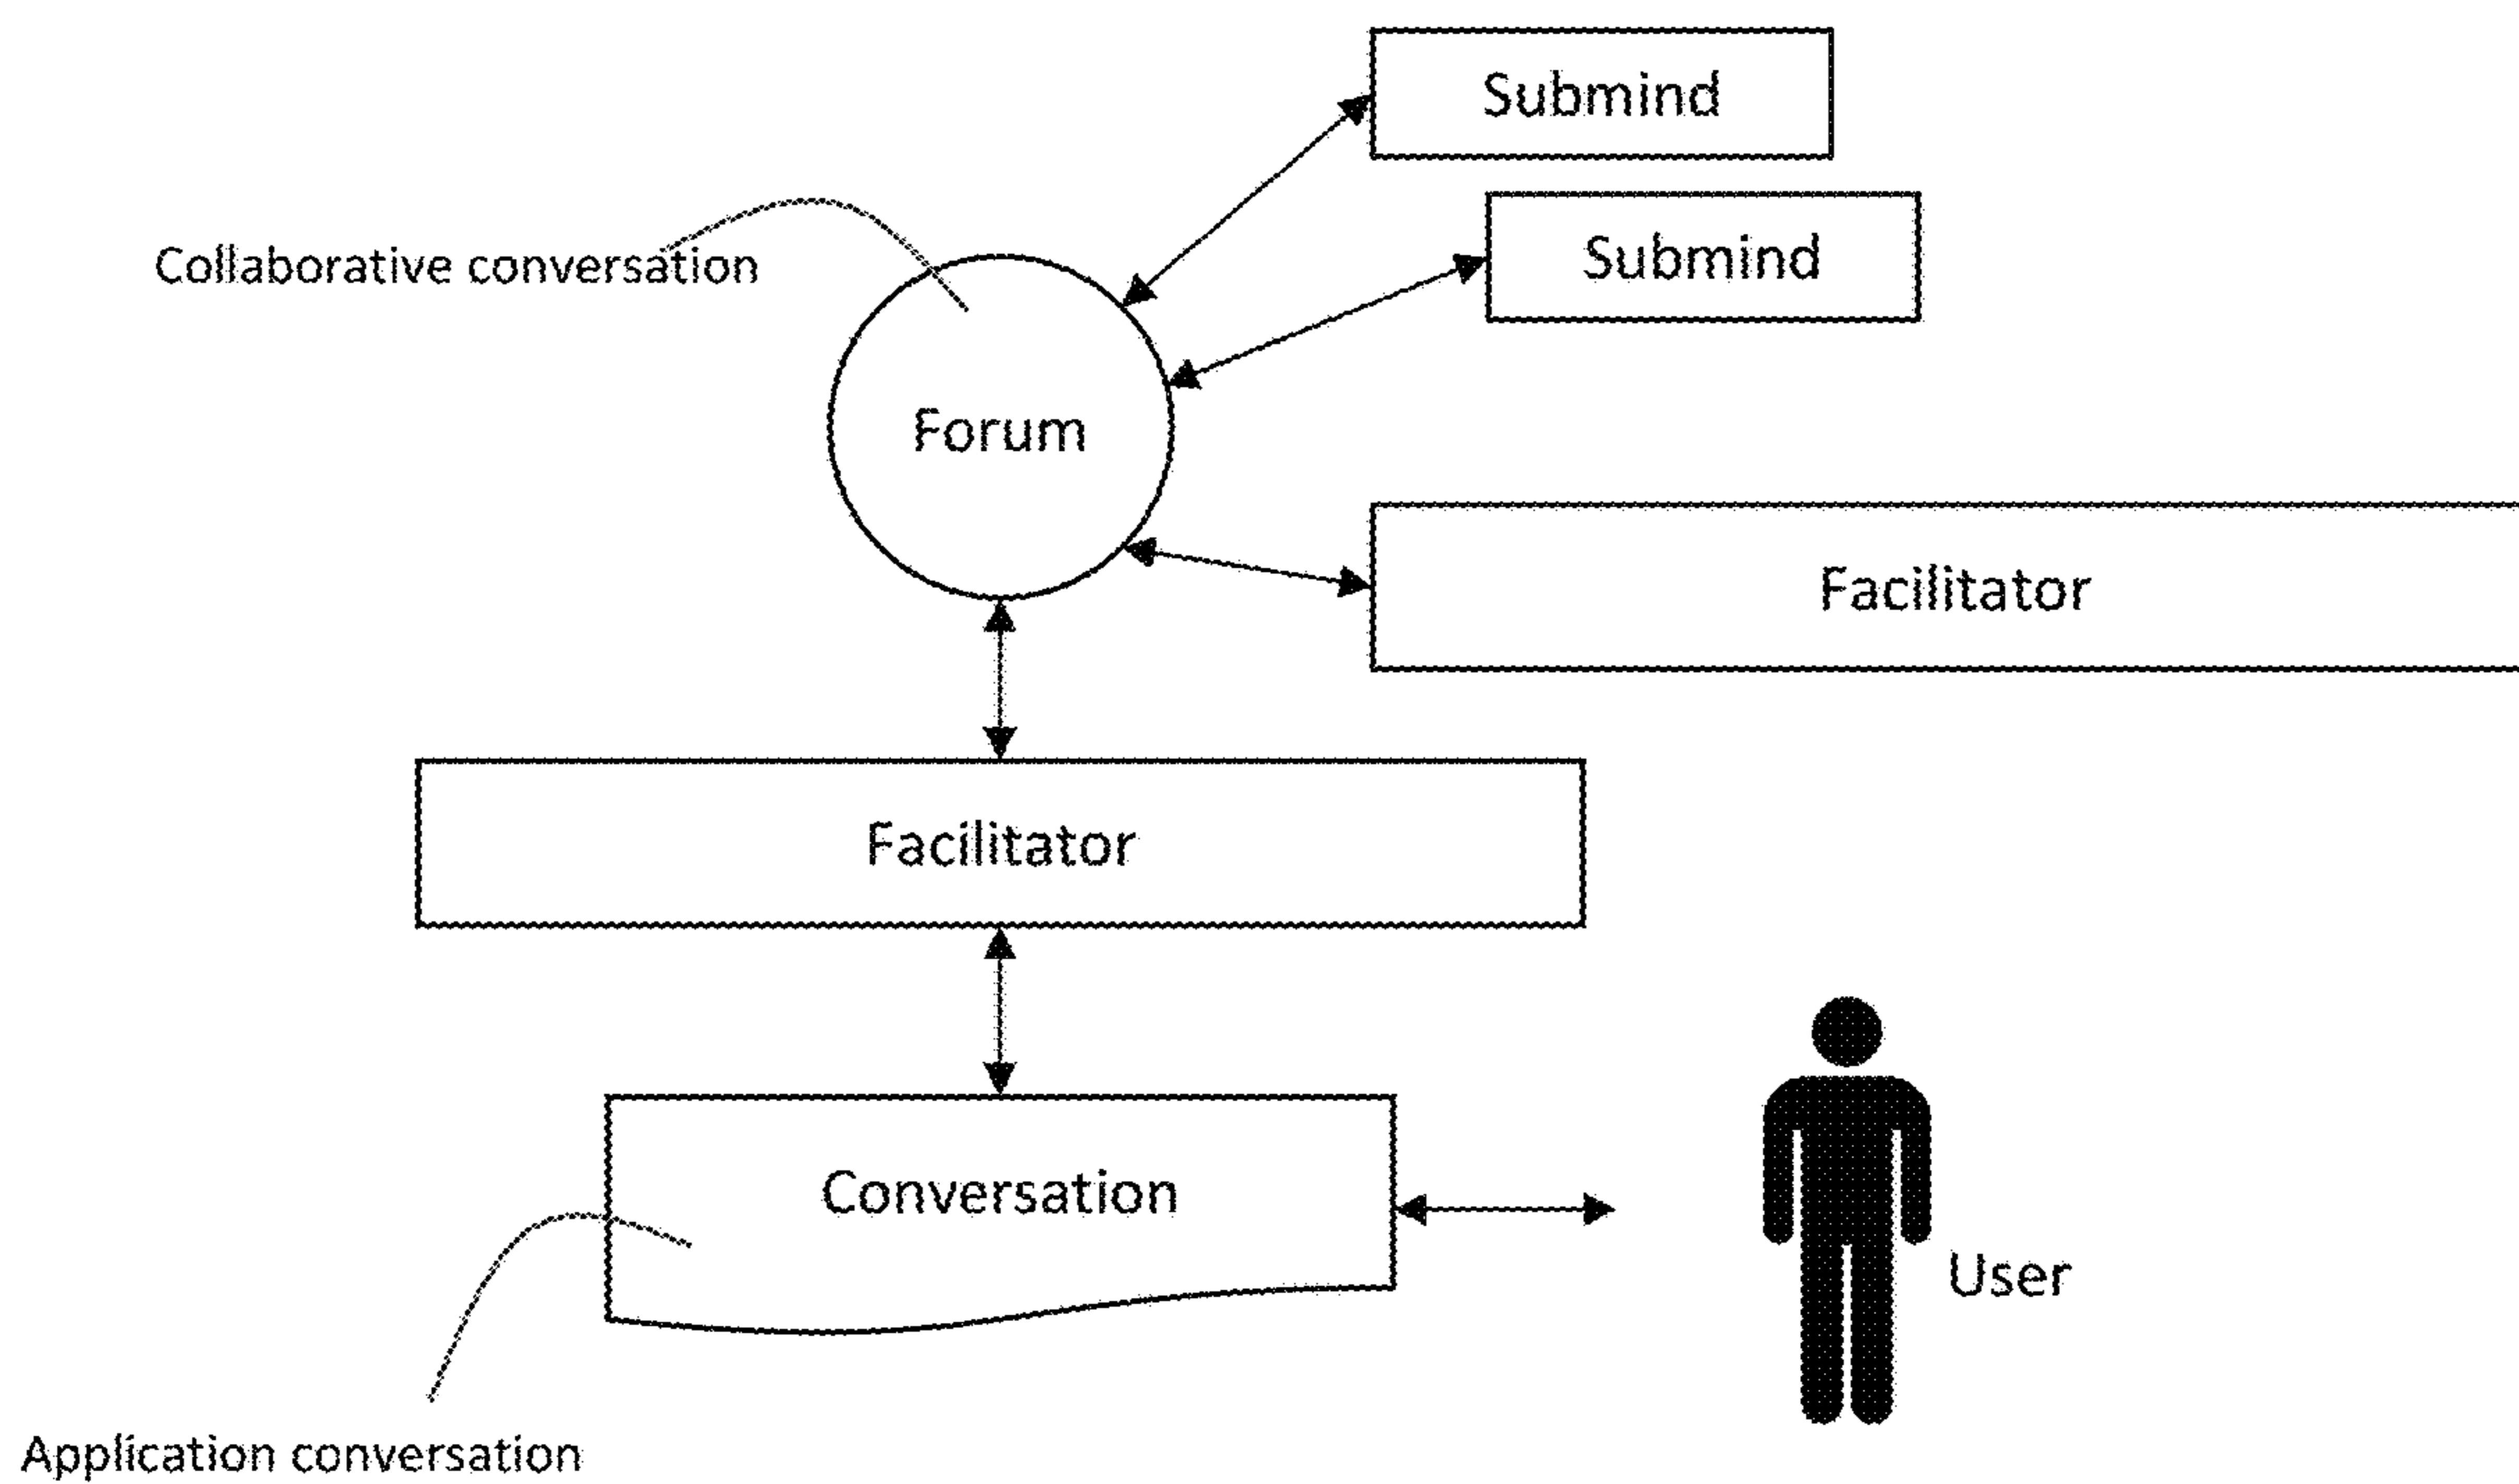 Submind
Submind
Collaborative conversation
Forum
Facilitator
Facilitator
Conversation
User
Application conversation